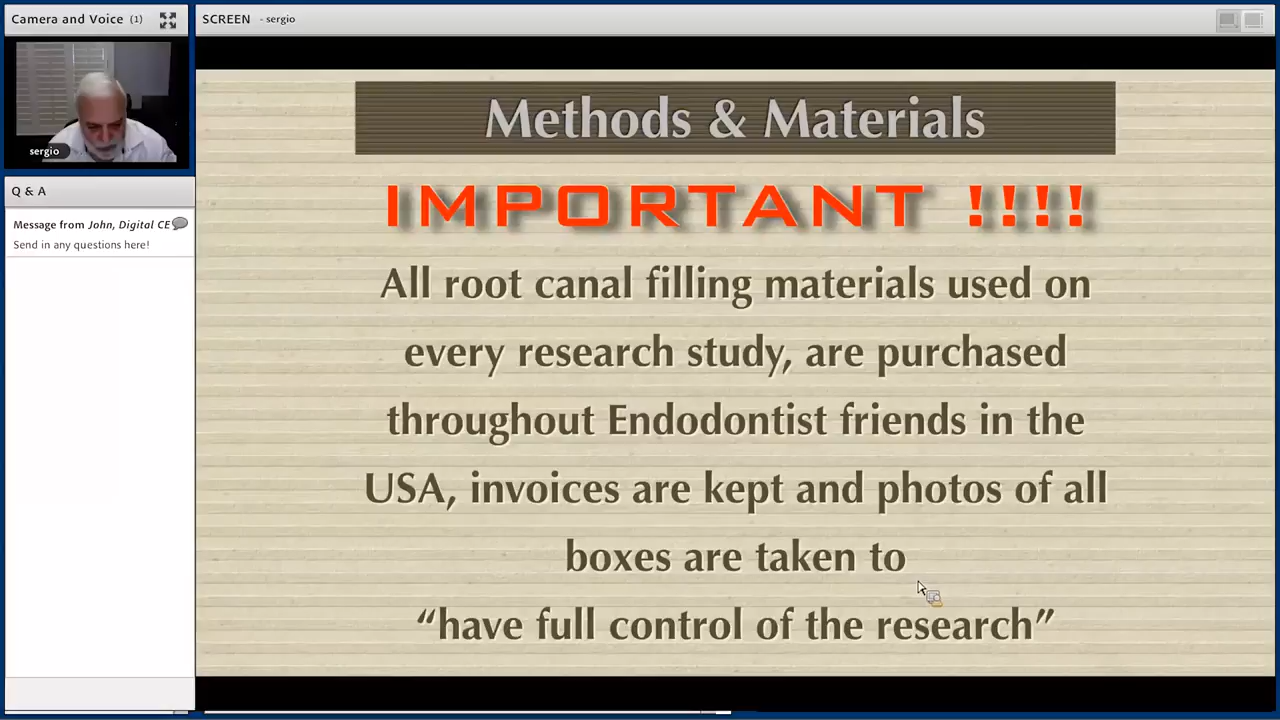 Camera and Voice (1)
SCREEN - sergio
sergio
Q & A
Message from John, Digital CE
Send in any questions here!
Methods & Materials
IMPORTANT !!!!
All root canal filling materials used on
every research study, are purchased
throughout Endodontist friends in the
USA, invoices are kept and photos of all
boxes are taken to
“have full control of the research”